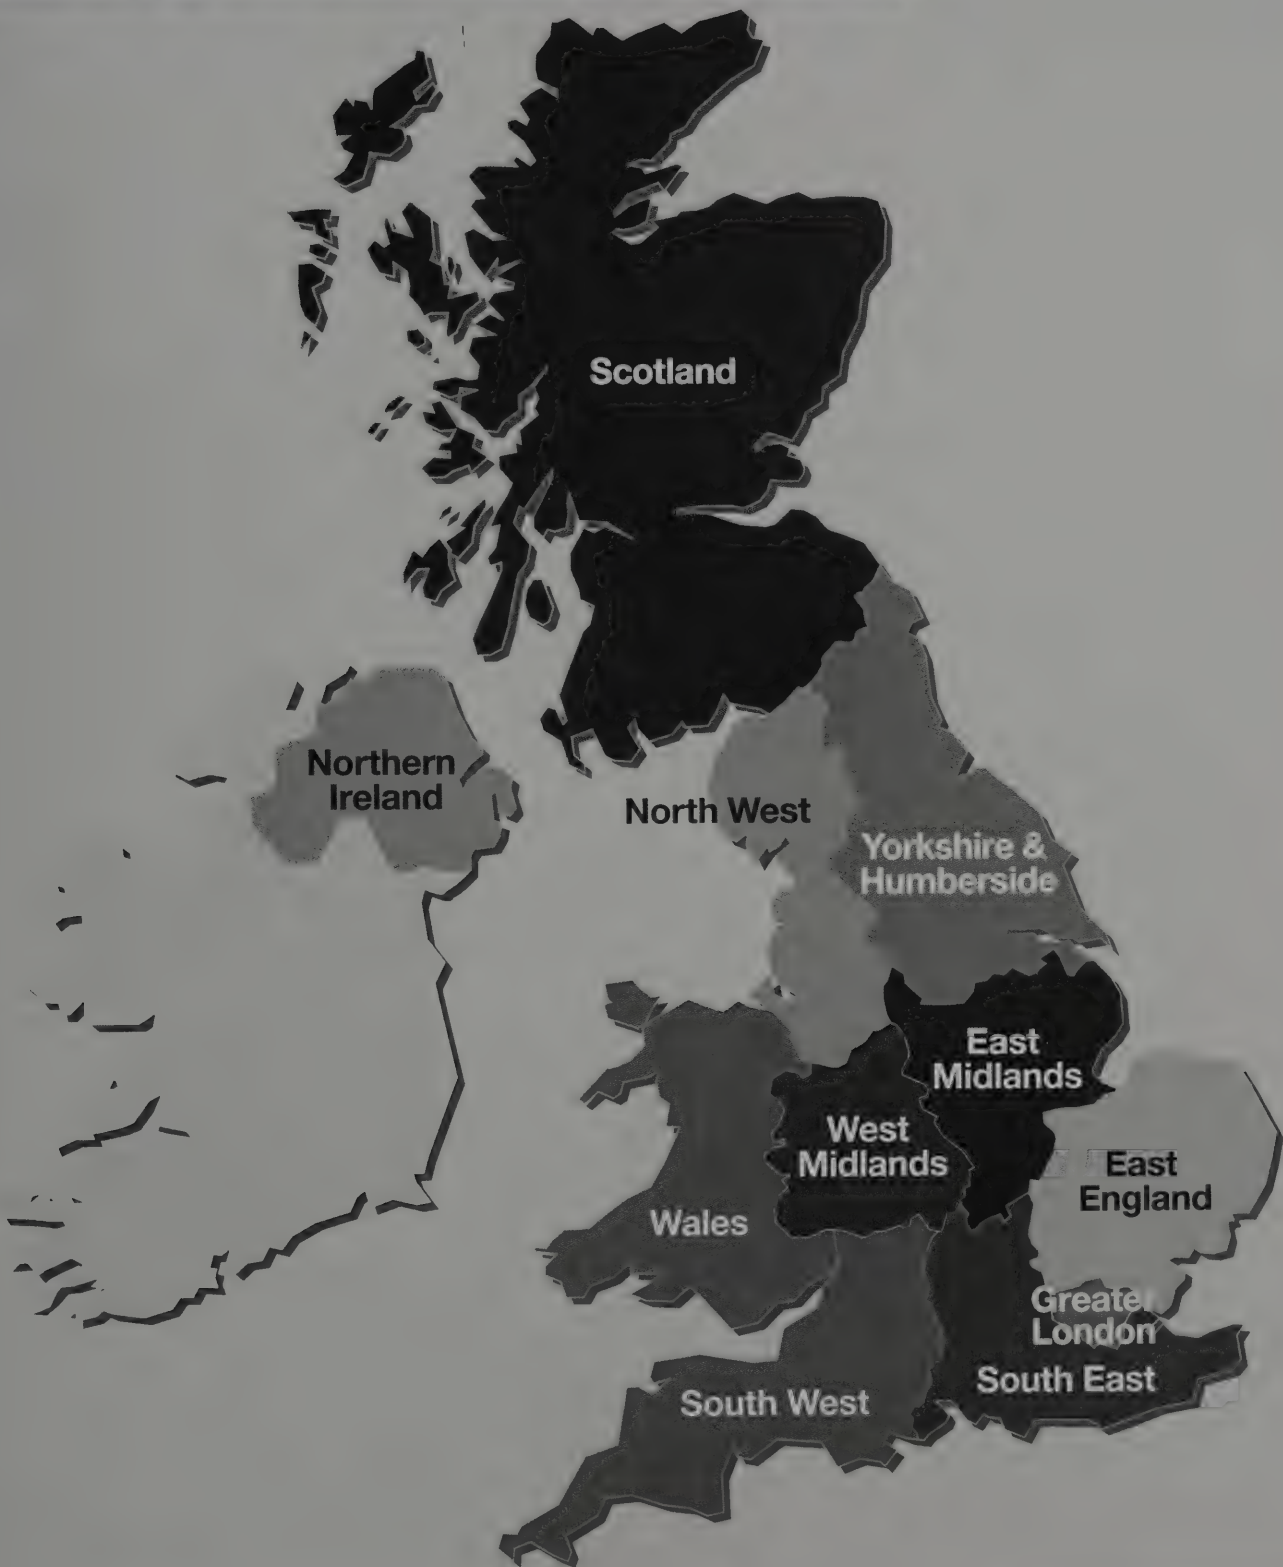 Scotland
Northern
Ireland
North West
Yorkshire &
Humberside
East
Midlands
West
Midlands
East
England
Wales
Greater
London
South East
South West